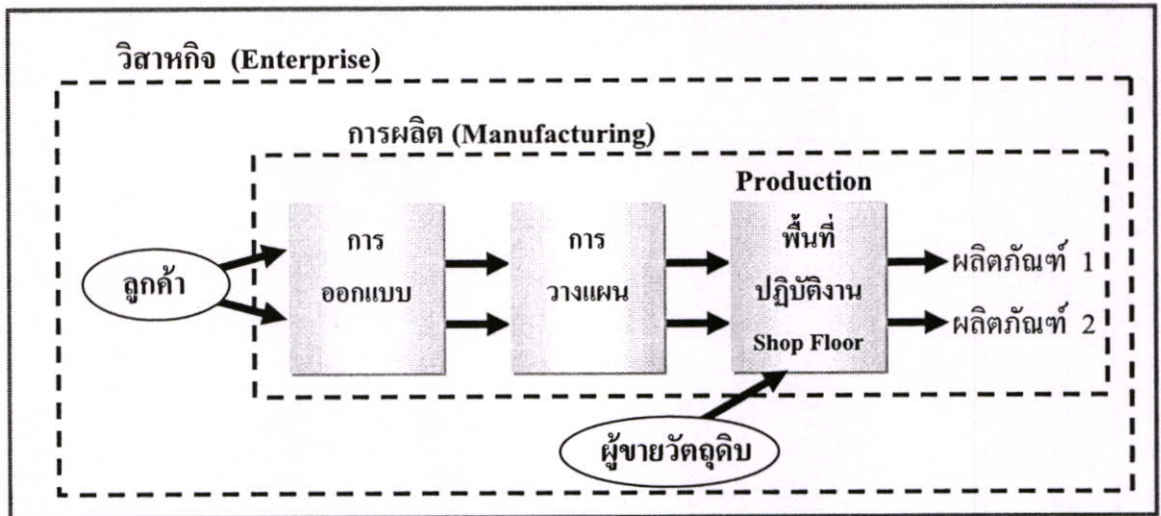 วิสาหกิจ (Enterprise)
การผลิต (Manufacturing)
Production
ลูกค้า
การ
ออกแบบ
การ
วางแผน
พื้นที่
ปฏิบัติงาน
Shop Floor
ผลิตภัณฑ์ 1
ผลิตภัณฑ์ 2
ผู้ขายวัตถุดิบ